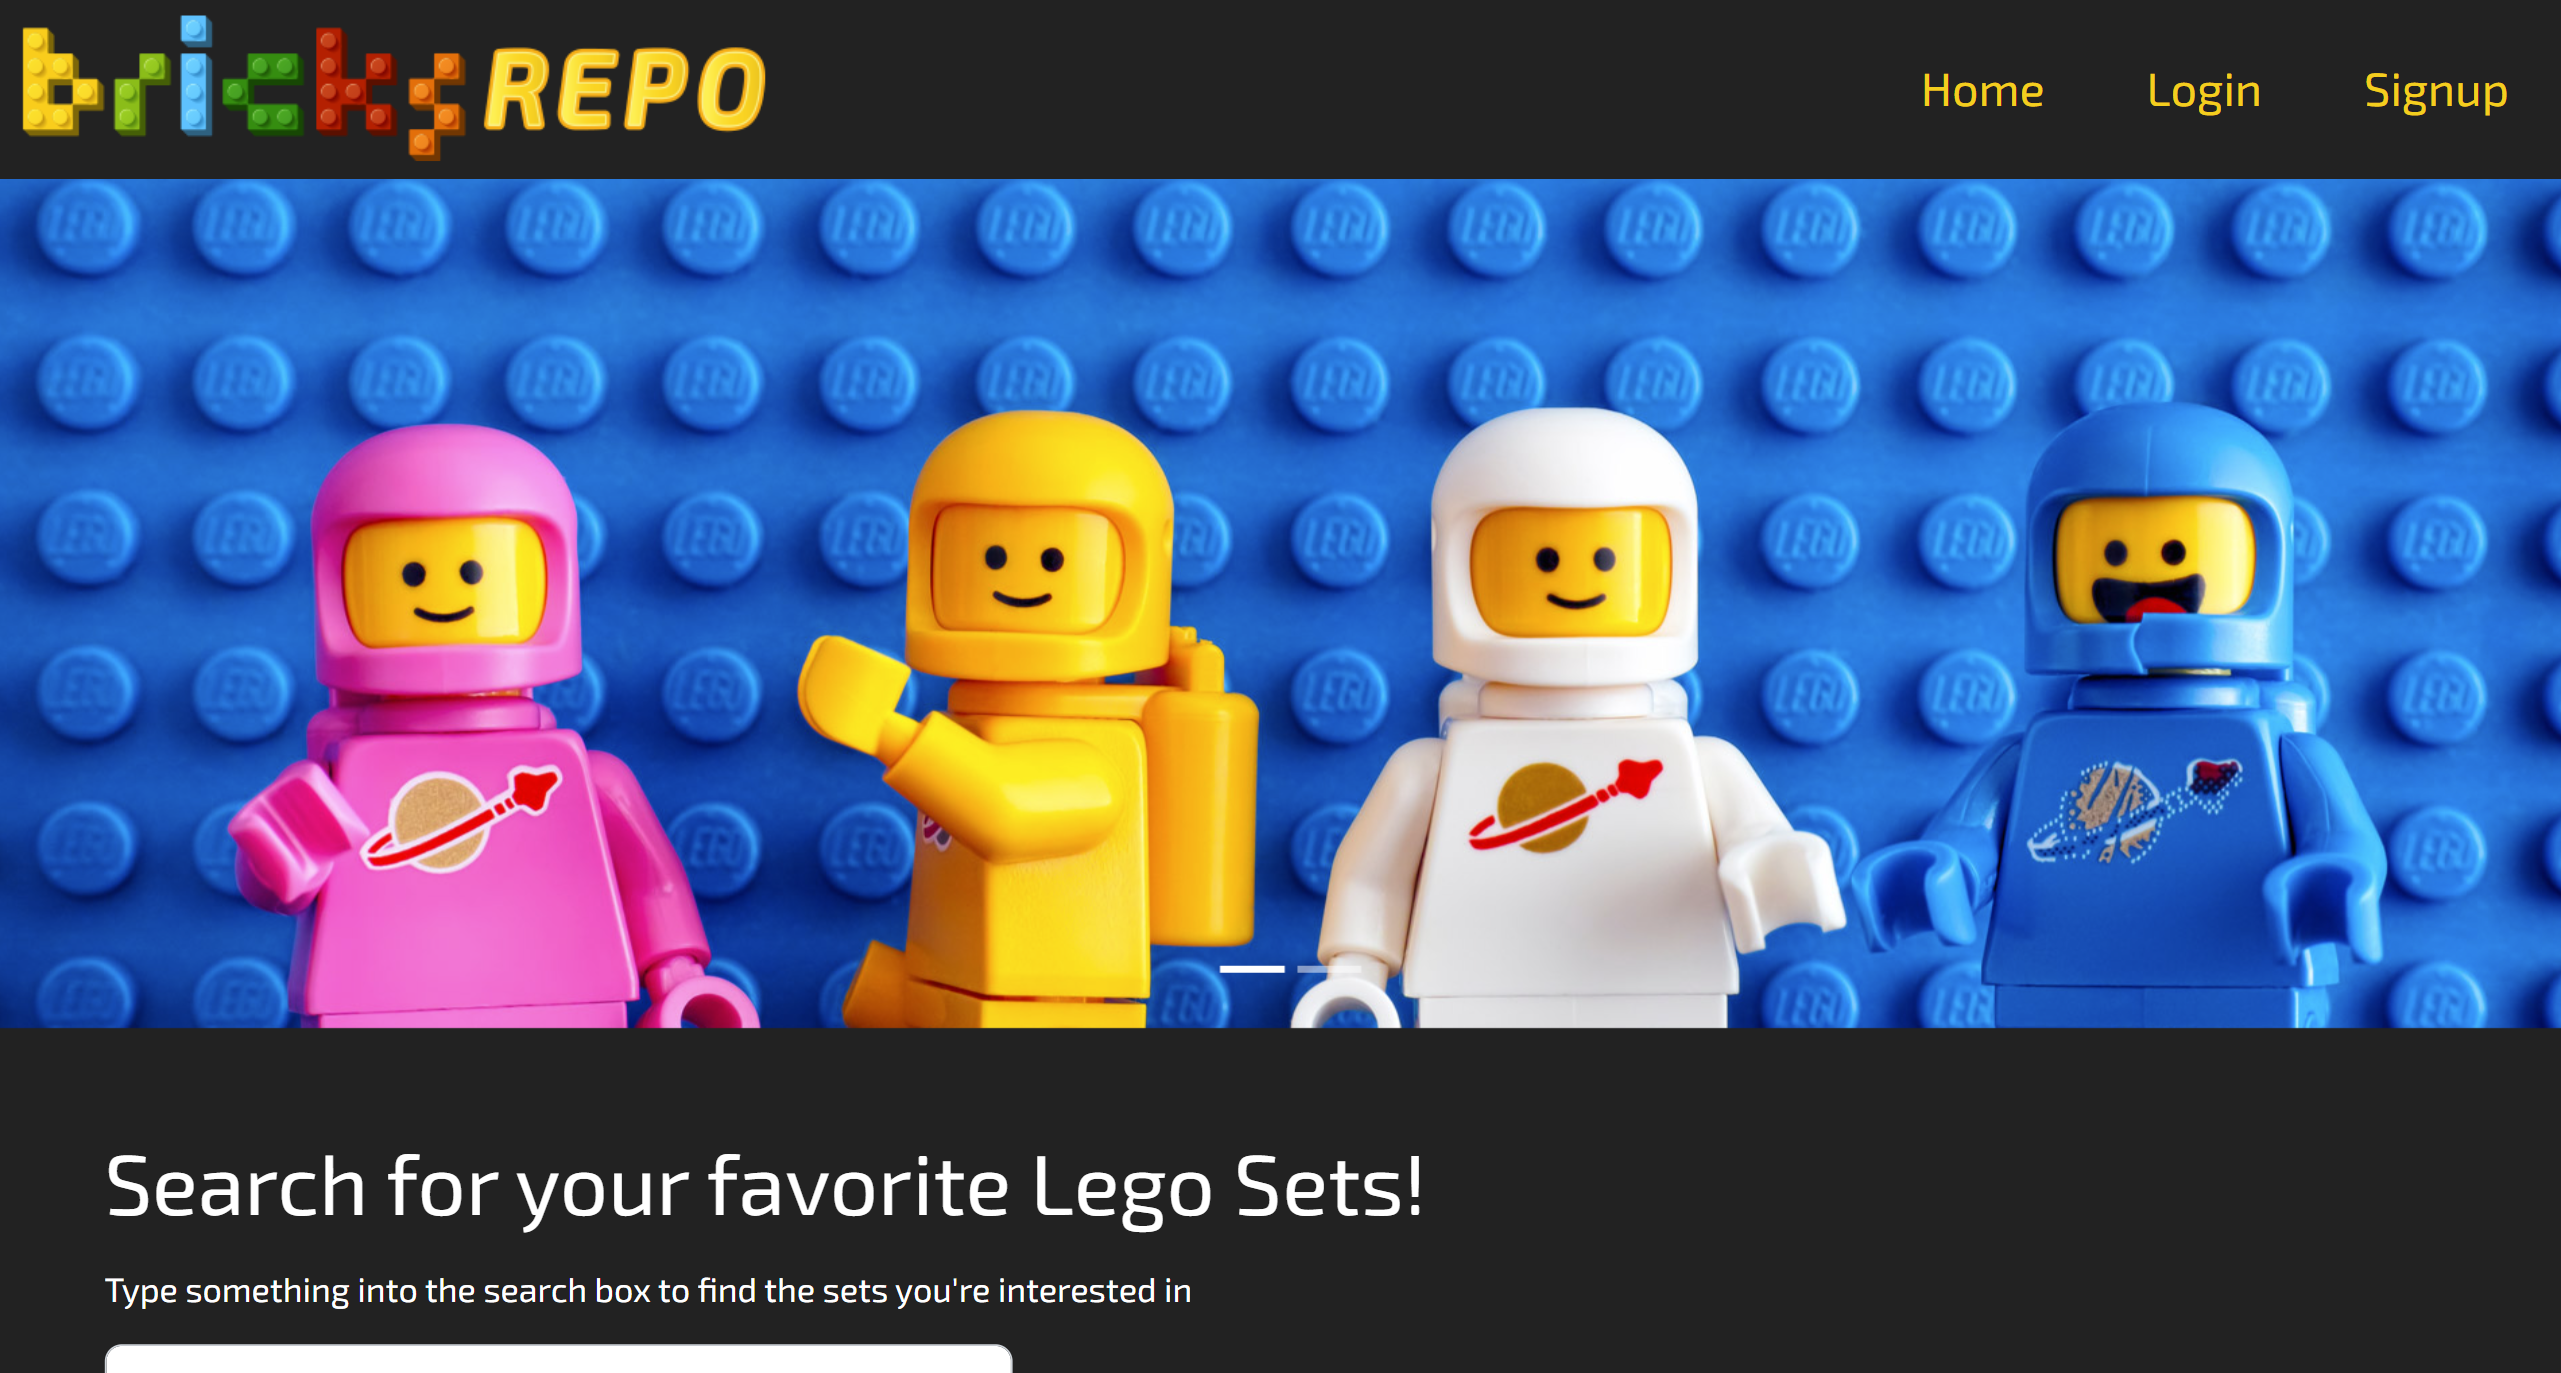 bricks REPO
Home Login Signup
LEGO
Search for your favorite Lego Sets!
Type something into the search box to find the sets you're interested in